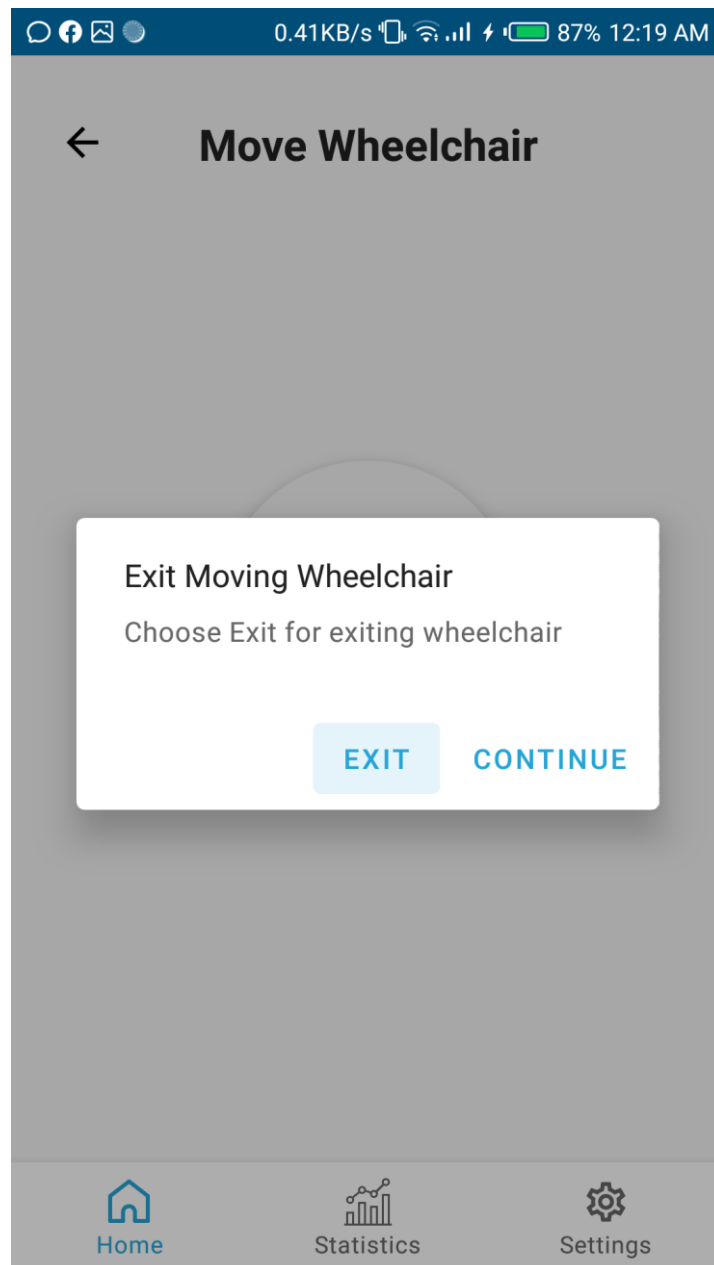 0.41KB/s 87% 12:19 AM
Move Wheelchair
Exit Moving Wheelchair
Choose Exit for exiting wheelchair
EXIT CONTINUE
Home Statistics Settings